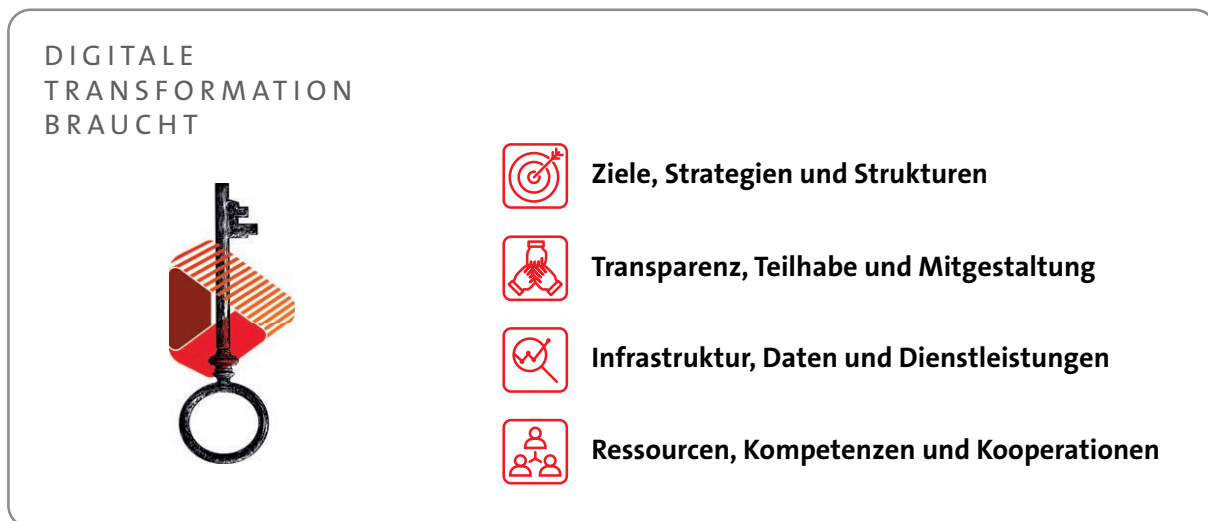 DIGITALE
TRANSFORMATION
BRAUCHT
Ziele, Strategien und Strukturen
Transparenz, Teilhabe und Mitgestaltung
Infrastruktur, Daten und Dienstleistungen
Ressourcen, Kompetenzen und Kooperationen